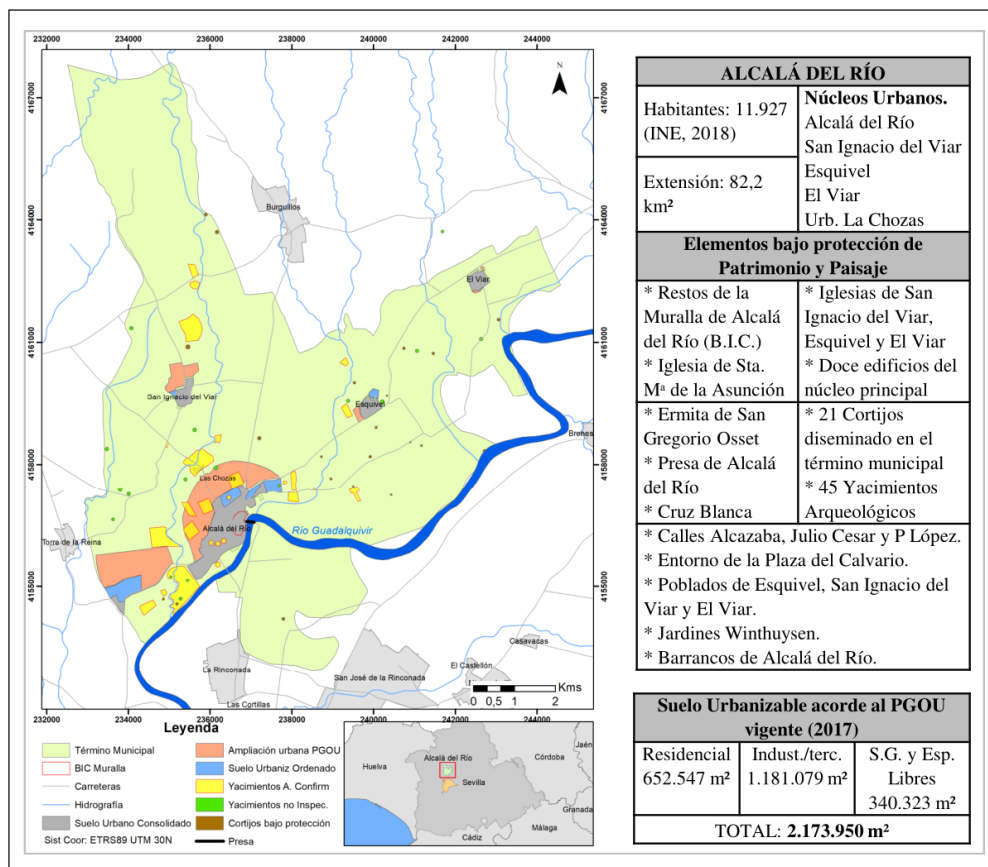 232000 234000 236000 238000 240000 242000 244000
4167000
4164000
4161000
4158000
4155000
N
Burguillos
El Viar
San Ignacio del Viar
Esquivel
Brenes
Las Chozas
Alcalá del Río
Río Guadalquivir
Torre de la Reina
La Rinconada
San José de la Rinconada
El Castellón
Casavacas
Las Cortillas
0 0,5 1 2 Kms
232000 234000 236000 238000 240000 242000 244000
Leyenda
Término Municipal
BIC Muralla
Carreteras
Hidrografía
Suelo Urbano Consolidado
Sist Coor: ETRS89 UTM 30N
Ampliación urbana PGOU
Suelo Urbaniz Ordenado
Yacimientos A. Confirm
Yacimientos no Inspec.
Cortijos bajo protección
Presa
Huelva
Alcalá del Río
Sevilla
Córdoba
Jaén
Granada
Málaga
Cádiz
ALCALÁ DEL RÍO
Habitantes: 11.927
(INE, 2018)
Extensión: 82,2
km²
Núcleos Urbanos.
Alcalá del Río
San Ignacio del Viar
Esquivel
El Viar
Urb. La Chozas
Elementos bajo protección de
Patrimonio y Paisaje
* Restos de la
Muralla de Alcalá
del Río (B.I.C.)
* Iglesia de Sta.
Mª de la Asunción
* Iglesias de San
Ignacio del Viar,
Esquivel y El Viar
* Doce edificios del
núcleo principal
* Ermita de San
Gregorio Osset
* Presa de Alcalá
del Río
* Cruz Blanca
* 21 Cortijos
diseminado en el
término municipal
* 45 Yacimientos
Arqueológicos
* Calles Alcazaba, Julio Cesar y P López.
* Entorno de la Plaza del Calvario.
* Poblados de Esquivel, San Ignacio del
Viar y El Viar.
* Jardines Winthuysen.
* Barrancos de Alcalá del Río.
Suelo Urbanizable acorde al PGOU
vigente (2017)
Residencial
652.547 m²
Indust./terc.
1.181.079 m²
S.G. y Esp.
Libres
340.323 m²
TOTAL: 2.173.950 m²